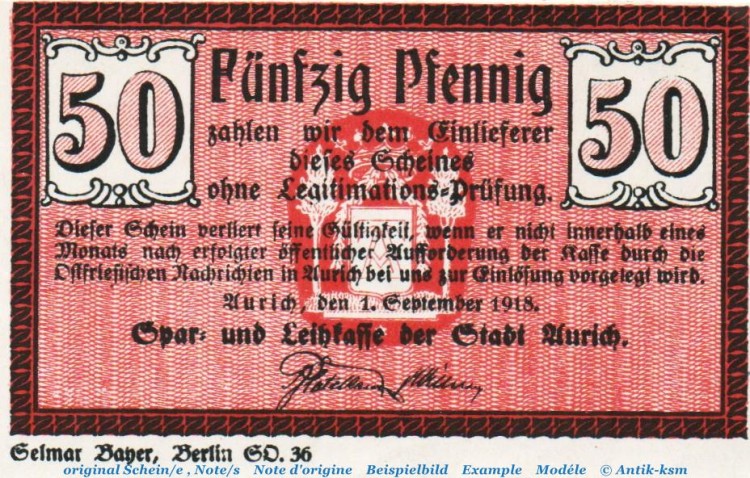 50 Fünfzig Pfennig 50
zahlen wir dem Einlieferer
dieses Scheines
ohne Legitimations-Prüfung.
Dieser Schein verliert seine Gültigkeit, wenn er nicht innerhalb eines
Monats nach erfolgter öffentlicher Aufforderung der Kasse durch die
Ostfriesischen Nachrichten in Aurich bei uns zur Einlösung vorgelegt wird.
Aurich, den 1. September 1918.
Spar- und Leihkasse der Stadt Aurich.
Selmar Bayer, Berlin SO. 36
original Schein/e , Note/s Note d'origine Beispielbild Example Modéle © Antik-ksm